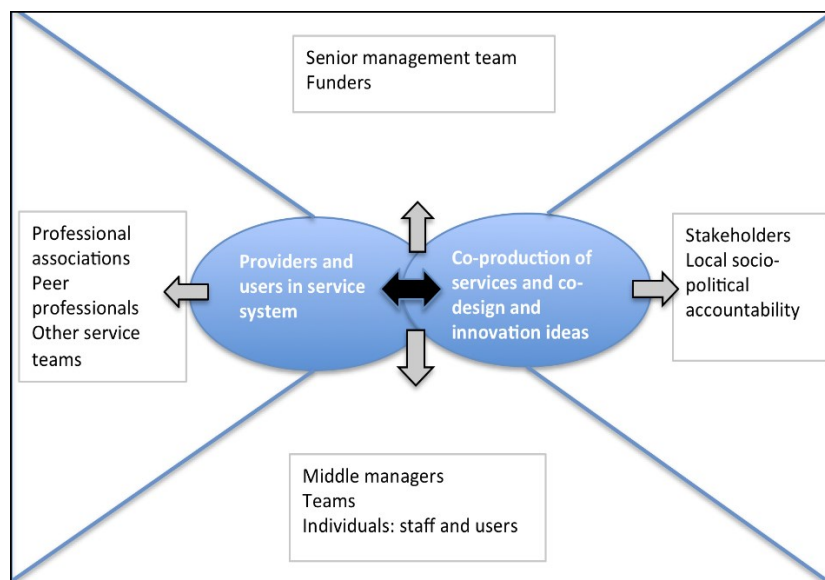 Senior management team
Funders
Professional
associations
Peer
professionals
Other service
teams
Providers and
users in service
system
Co-production of
services and co-
design and
innovation ideas
Stakeholders
Local socio-
political
accountability
Middle managers
Teams
Individuals: staff and users